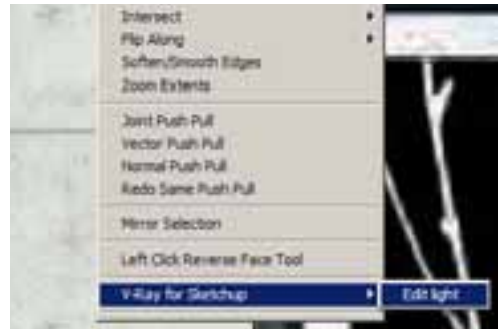 Intersect
Flip Along
Soften/Smooth Edges
Zoom Extents
Joint Push Pull
Vector Push Pull
Normal Push Pull
Redo Same Push Pull
Mirror Selection
Left Click Reverse Face Tool
V-Ray for Sketchup
Edit light